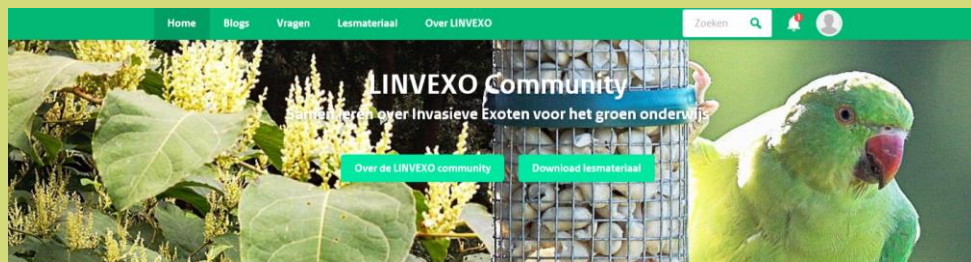 Home Blogs Vragen Lesmateriaal Over LINVEXO Zoeken 1
LINVEXO Community
Samen leren over Invasieve Exoten voor het groen onderwijs
Over de LINVEXO community Download lesmateriaal